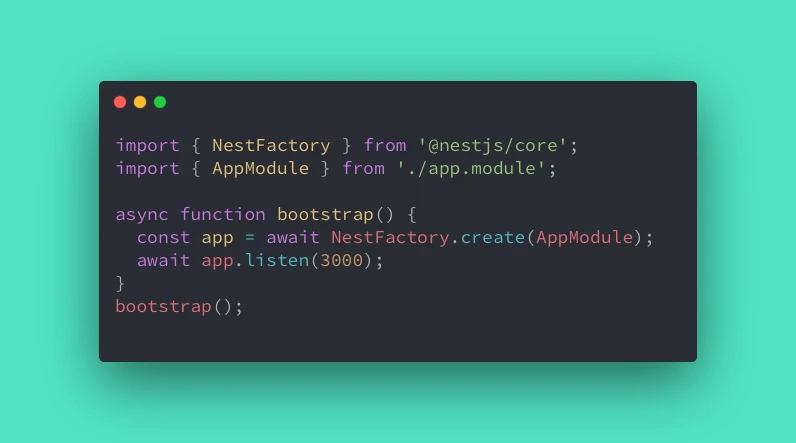 import { NestFactory } from '@nestjs/core';
import { AppModule } from './app.module';

async function bootstrap() {
  const app = await NestFactory.create(AppModule);
  await app.listen(3000);
}
bootstrap();